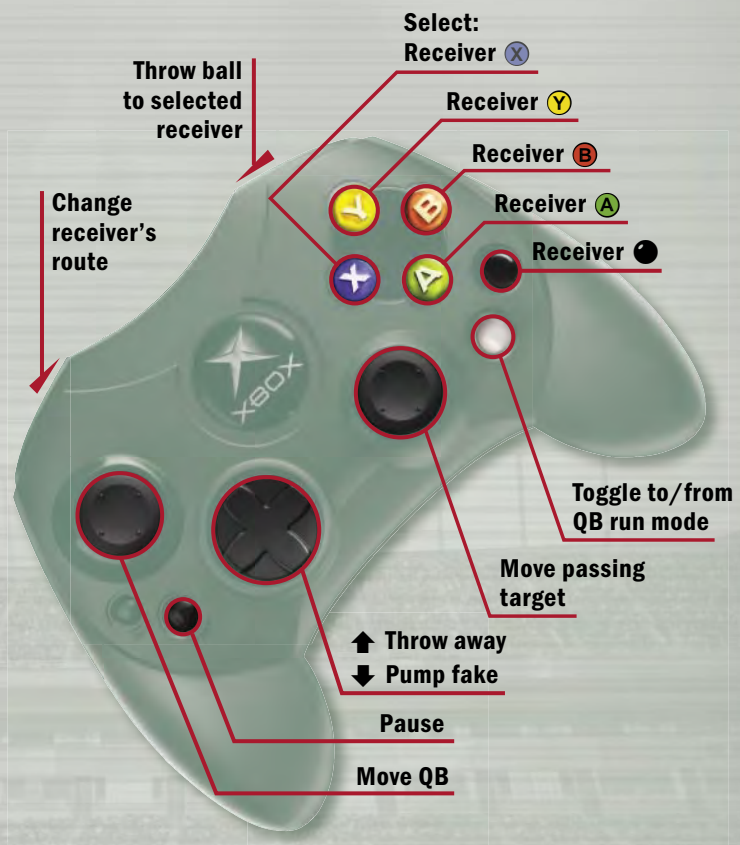 Select:
Receiver X
Throw ball
to selected
receiver
Receiver Y
Receiver B
Change
receiver's
route
Receiver A
Receiver
Y
B
X
A
XBOX
Toggle to/from
QB run mode
Move passing
target
Throw away
Pump fake
Pause
Move QB